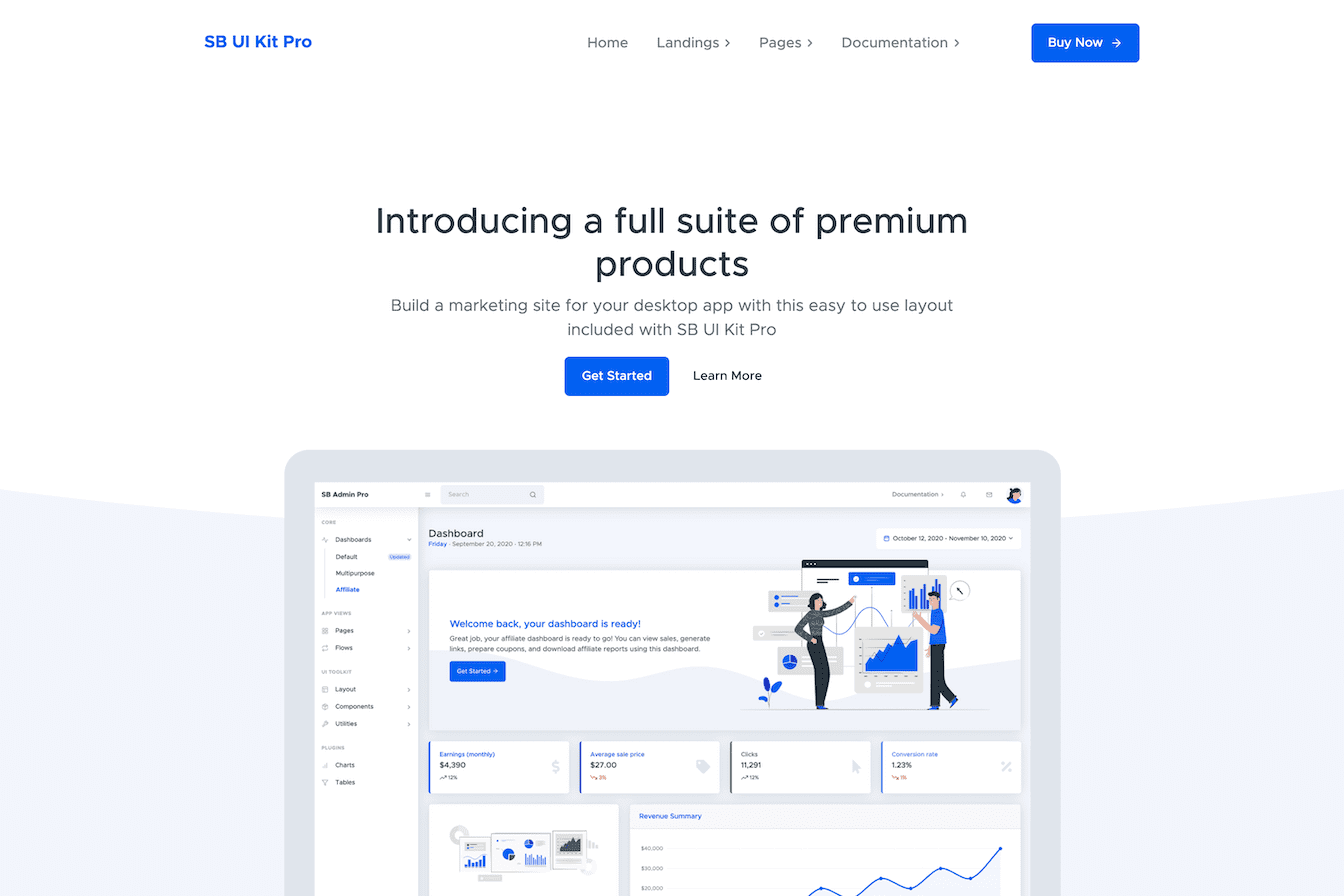 SB UI Kit Pro
Home
Landings
Pages
Documentation
Buy Now
Introducing a full suite of premium
products
Build a marketing site for your desktop app with this easy to use layout
included with SB UI Kit Pro
Get Started
Learn More
SB Admin Pro
Search
Documentation
CORE
Dashboards
Default
Updated
Multipurpose
Affiliate
APP VIEWS
Pages
Flows
UI TOOLKIT
Layout
Components
Utilities
PLUGINS
Charts
Tables
Dashboard
Friday · September 20, 2020 · 12:16 PM
October 12, 2020 - November 10, 2020
Welcome back, your dashboard is ready!
Great job, your affiliate dashboard is ready to go! You can view sales, generate
links, prepare coupons, and download affiliate reports using this dashboard.
Get Started
Earnings (monthly)
$4,390
12%
Average sale price
$27.00
3%
Clicks
11,291
12%
Conversion rate
1.23%
1%
Revenue Summary
$40,000
$30,000
$20,000